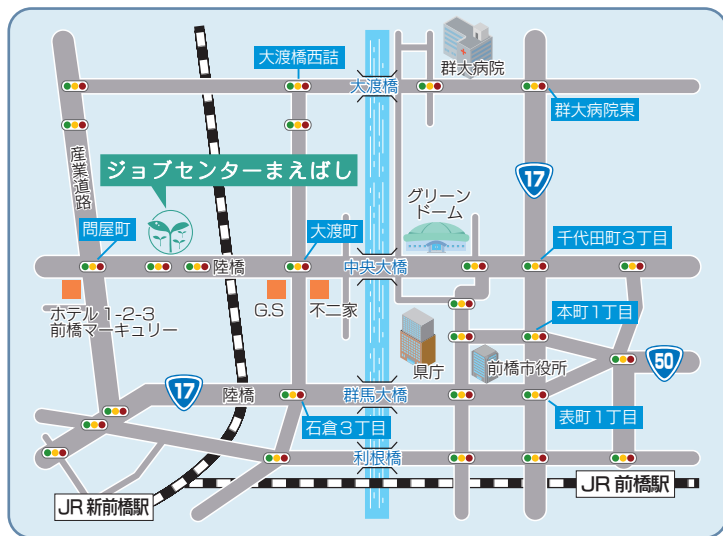 大渡橋西詰
群大病院
大渡橋
群大病院東
産業道路
ジョブセンターまえばし
17
グリーン
ドーム
問屋町
大渡町
千代田町3丁目
陸橋
中央大橋
ホテル1-2-3
前橋マーキュリー
G.S
不二家
本町1丁目
県庁
前橋市役所
50
17
陸橋
群馬大橋
石倉3丁目
表町1丁目
利根橋
JR 新前橋駅
JR 前橋駅